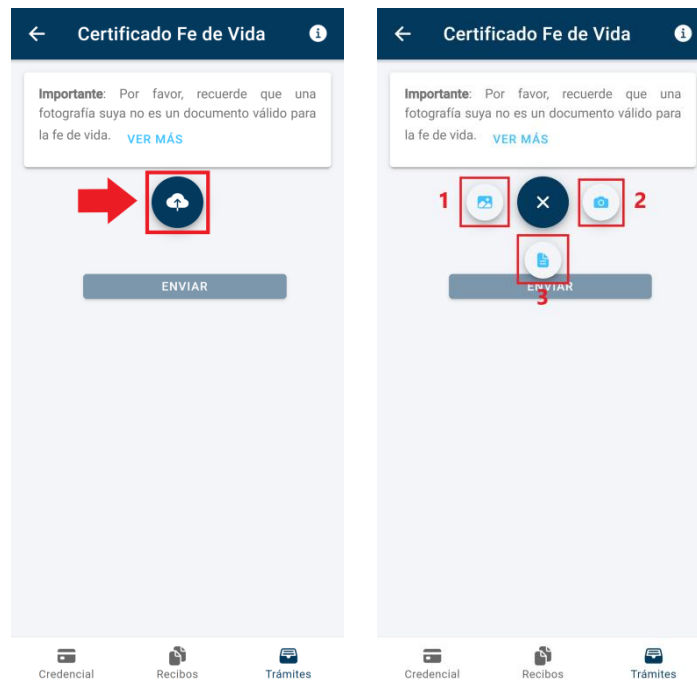 Certificado Fe de Vida
Importante: Por favor, recuerde que una
fotografía suya no es un documento válido para
la fe de vida. VER MÁS
ENVIAR
Credencial Recibos Trámites
Certificado Fe de Vida
Importante: Por favor, recuerde que una
fotografía suya no es un documento válido para
la fe de vida. VER MÁS
1 2
ENVIAR
3
Credencial Recibos Trámites